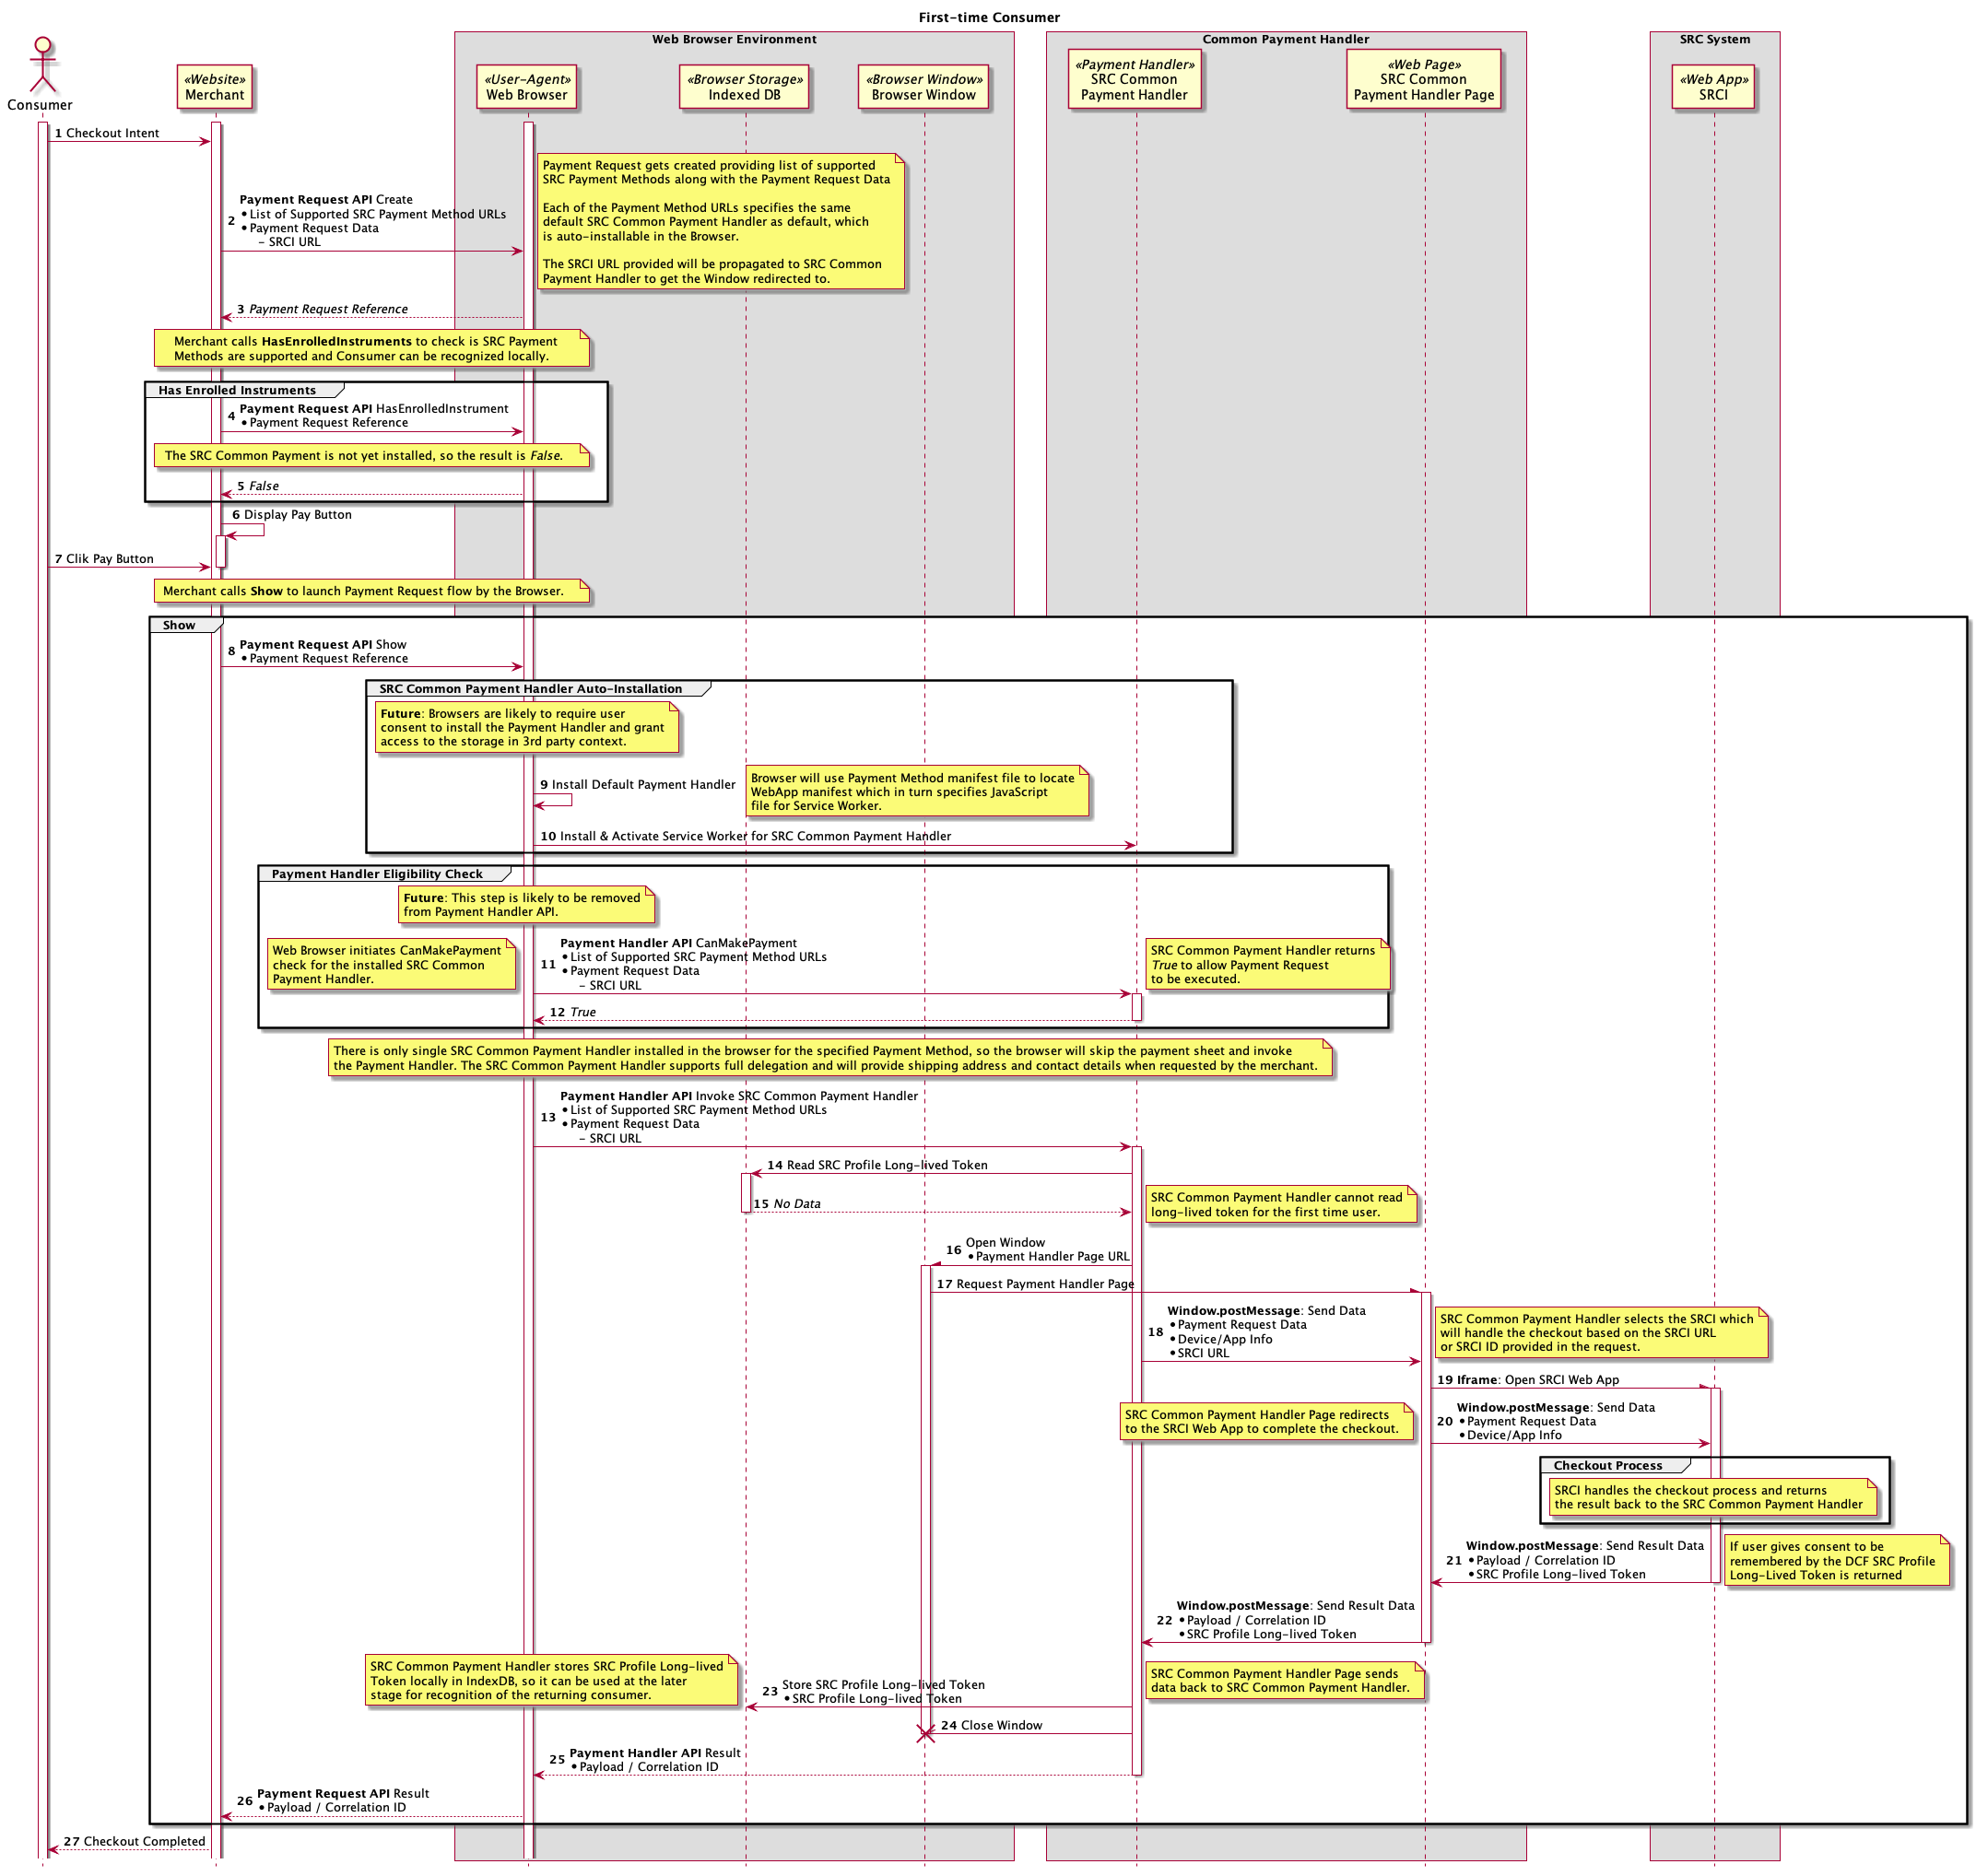 First-time Consumer
Web Browser Environment
Common Payment Handler
SRC System
Consumer
«Website»
Merchant
«User-Agent»
Web Browser
«Browser Storage»
Indexed DB
«Browser Window»
Browser Window
«Payment Handler»
SRC Common
Payment Handler
«Web Page»
SRC Common
Payment Handler Page
«Web App»
SRCI
1 Checkout Intent
Payment Request gets created providing list of supported
SRC Payment Methods along with the Payment Request Data
Each of the Payment Method URLs specifies the same
default SRC Common Payment Handler as default, which
is auto-installable in the Browser.
The SRCI URL provided will be propagated to SRC Common
Payment Handler to get the Window redirected to.
2 Payment Request API Create
• List of Supported SRC Payment Method URLs
• Payment Request Data
- SRCI URL
3 Payment Request Reference
Merchant calls HasEnrolledInstruments to check is SRC Payment
Methods are supported and Consumer can be recognized locally.
Has Enrolled Instruments
4 Payment Request API HasEnrolledInstrument
• Payment Request Reference
The SRC Common Payment is not yet installed, so the result is False.
5 False
6 Display Pay Button
7 Clik Pay Button
Merchant calls Show to launch Payment Request flow by the Browser.
Show
8 Payment Request API Show
• Payment Request Reference
SRC Common Payment Handler Auto-Installation
Future: Browsers are likely to require user
consent to install the Payment Handler and grant
access to the storage in 3rd party context.
9 Install Default Payment Handler
Browser will use Payment Method manifest file to locate
WebApp manifest which in turn specifies JavaScript
file for Service Worker.
10 Install & Activate Service Worker for SRC Common Payment Handler
Payment Handler Eligibility Check
Future: This step is likely to be removed
from Payment Handler API.
Web Browser initiates CanMakePayment
check for the installed SRC Common
Payment Handler.
11 Payment Handler API CanMakePayment
• List of Supported SRC Payment Method URLs
• Payment Request Data
- SRCI URL
SRC Common Payment Handler returns
True to allow Payment Request
to be executed.
12 True
There is only single SRC Common Payment Handler installed in the browser for the specified Payment Method, so the browser will skip the payment sheet and invoke
the Payment Handler. The SRC Common Payment Handler supports full delegation and will provide shipping address and contact details when requested by the merchant.
13 Payment Handler API Invoke SRC Common Payment Handler
• List of Supported SRC Payment Method URLs
• Payment Request Data
- SRCI URL
14 Read SRC Profile Long-lived Token
15 No Data
SRC Common Payment Handler cannot read
long-lived token for the first time user.
16 Open Window
• Payment Handler Page URL
17 Request Payment Handler Page
18 Window.postMessage: Send Data
• Payment Request Data
• Device/App Info
• SRCI URL
SRC Common Payment Handler selects the SRCI which
will handle the checkout based on the SRCI URL
or SRCI ID provided in the request.
19 Iframe: Open SRCI Web App
SRC Common Payment Handler Page redirects
to the SRCI Web App to complete the checkout.
20 Window.postMessage: Send Data
• Payment Request Data
• Device/App Info
Checkout Process
SRCI handles the checkout process and returns
the result back to the SRC Common Payment Handler
21 Window.postMessage: Send Result Data
• Payload / Correlation ID
• SRC Profile Long-lived Token
If user gives consent to be
remembered by the DCF SRC Profile
Long-Lived Token is returned
22 Window.postMessage: Send Result Data
• Payload / Correlation ID
• SRC Profile Long-lived Token
SRC Common Payment Handler stores SRC Profile Long-lived
Token locally in IndexDB, so it can be used at the later
stage for recognition of the returning consumer.
23 Store SRC Profile Long-lived Token
• SRC Profile Long-lived Token
SRC Common Payment Handler Page sends
data back to SRC Common Payment Handler.
24 Close Window
25 Payment Handler API Result
• Payload / Correlation ID
26 Payment Request API Result
• Payload / Correlation ID
27 Checkout Completed